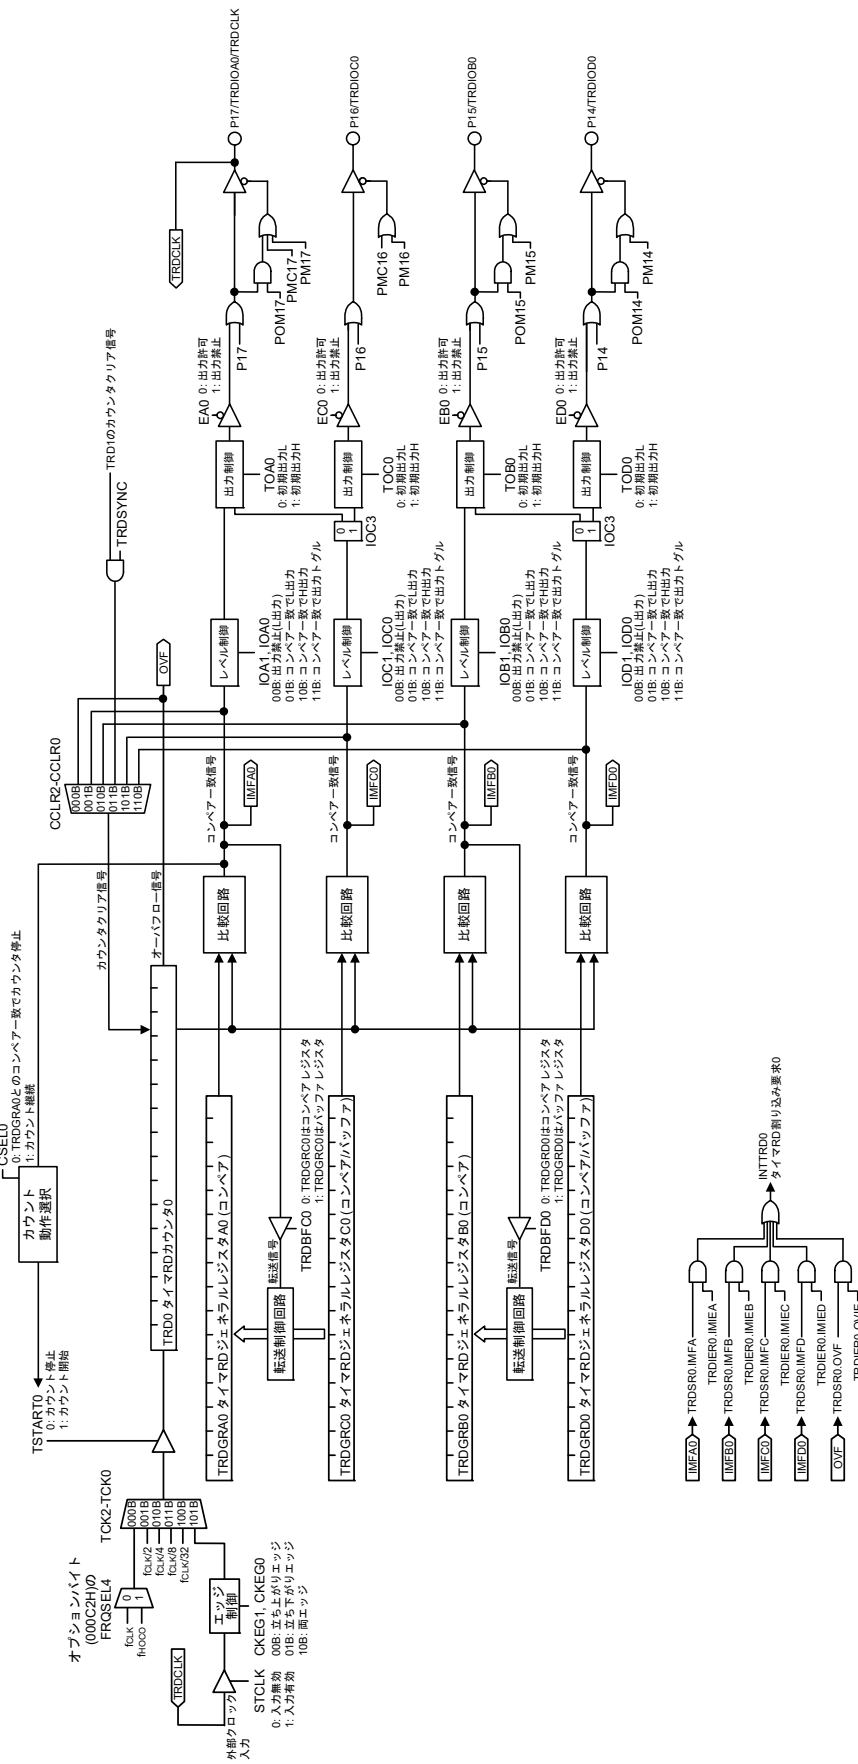 オプションバイト
(000C2H)の
FRQSEL4
fCLK
fHOCO
0
1
TCK2-TCK0
000B
001B
010B
011B
100B
101B
fCLK/2
fCLK/4
fCLK/8
fCLK/32
TRDCLK
外部クロック
入力
STCLK
0: 入力無効
1: 入力有効
エッジ
制御
CKEG1, CKEG0
00B: 立ち上がりエッジ
01B: 立ち下がりエッジ
10B: 両エッジ
TSTART0
0: カウント停止
1: カウント開始
カウント
動作選択
CSEL0
0: TRDGRA0とのコンペア一致でカウンタ停止
1: カウント継続
TRD0 タイマRDカウンタ0
カウンタクリア信号
オーバフロー信号
CCLR2-CCLR0
000B
001B
010B
011B
101B
110B
OVF
TRD1のカウンタクリア信号
TRDSYNC
TRDGRA0 タイマRDジェネラルレジスタA0 (コンペア)
比較回路
コンペア一致信号
IMFA0
レベル制御
IOA1, IOA0
00B: 出力禁止(L出力)
01B: コンペア一致でL出力
10B: コンペア一致でH出力
11B: コンペア一致で出力トグル
出力制御
TOA0
0: 初期出力L
1: 初期出力H
EA0
0: 出力許可
1: 出力禁止
P17
POM17
PMC17
PM17
TRDCLK
P17/TRDIOA0/TRDCLK
転送制御回路
転送信号
TRDBFC0
0: TRDGRC0はコンペアレジスタ
1: TRDGRC0はバッファレジスタ
TRDGRC0 タイマRDジェネラルレジスタC0 (コンペア/バッファ)
比較回路
コンペア一致信号
IMFC0
レベル制御
IOC1, IOC0
00B: 出力禁止(L出力)
01B: コンペア一致でL出力
10B: コンペア一致でH出力
11B: コンペア一致で出力トグル
0
1
IOC3
出力制御
TOC0
0: 初期出力L
1: 初期出力H
EC0
0: 出力許可
1: 出力禁止
P16
PMC16
PM16
P16/TRDIOC0
TRDGRB0 タイマRDジェネラルレジスタB0 (コンペア)
比較回路
コンペア一致信号
IMFB0
レベル制御
IOB1, IOB0
00B: 出力禁止(L出力)
01B: コンペア一致でL出力
10B: コンペア一致でH出力
11B: コンペア一致で出力トグル
出力制御
TOB0
0: 初期出力L
1: 初期出力H
EB0
0: 出力許可
1: 出力禁止
P15
POM15
PM15
P15/TRDIOB0
転送制御回路
転送信号
TRDBFD0
0: TRDGRD0はコンペアレジスタ
1: TRDGRD0はバッファレジスタ
TRDGRD0 タイマRDジェネラルレジスタD0 (コンペア/バッファ)
比較回路
コンペア一致信号
IMFD0
レベル制御
IOD1, IOD0
00B: 出力禁止(L出力)
01B: コンペア一致でL出力
10B: コンペア一致でH出力
11B: コンペア一致で出力トグル
0
1
IOC3
出力制御
TOD0
0: 初期出力L
1: 初期出力H
ED0
0: 出力許可
1: 出力禁止
P14
POM14
PM14
P14/TRDIOD0
IMFA0
TRDSR0.IMFA
TRDIER0.IMIEA
IMFB0
TRDSR0.IMFB
TRDIER0.IMIEB
IMFC0
TRDSR0.IMFC
TRDIER0.IMIEC
IMFD0
TRDSR0.IMFD
TRDIER0.IMIED
OVF
TRDSR0.OVF
TRDIER0.OVIE
INTTRD0
タイマRD割り込み要求0